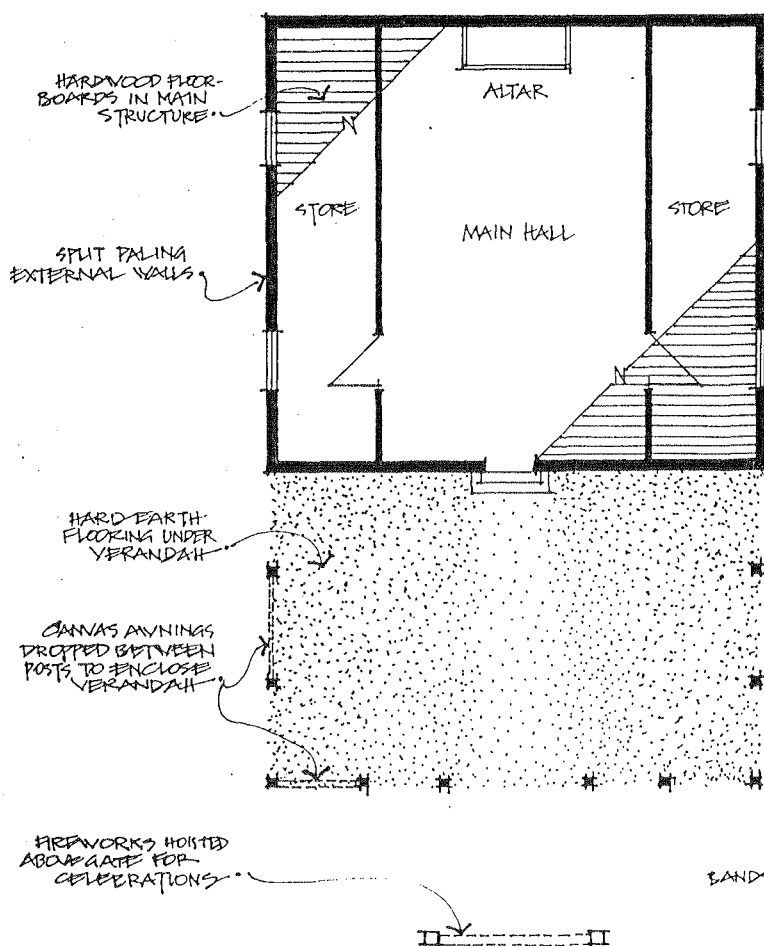 HARDWOOD FLOOR-
BOARDS IN MAIN
STRUCTURE
ALTAR
N
STORE
STORE
MAIN HALL
SPLIT PALING
EXTERNAL WALLS
N
HARD EARTH
FLOORING UNDER
VERANDAH
CANVAS AWNINGS
DROPPED BETWEEN
POSTS TO ENCLOSE
VERANDAH
FIREWORKS HOISTED
ABOVE GATE FOR
CELEBRATIONS
BAND